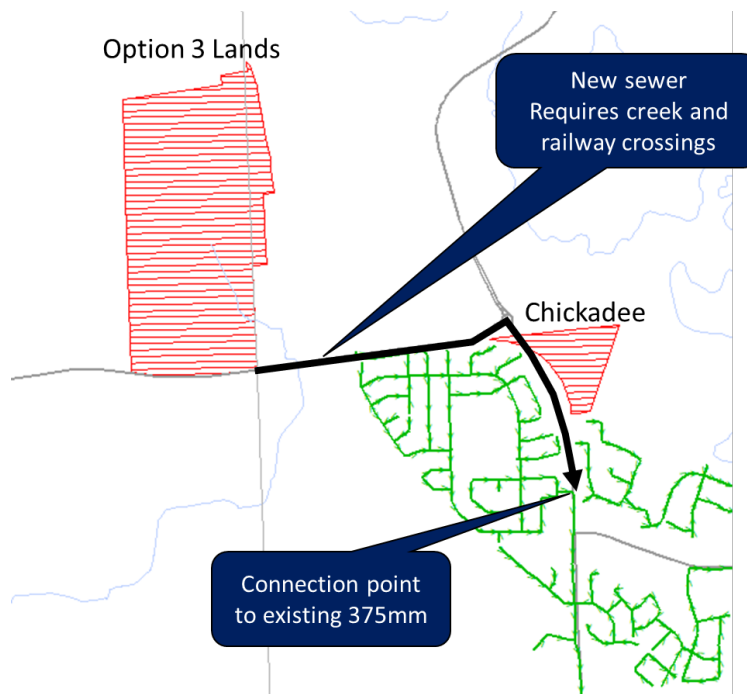 Option 3 Lands
New sewer
Requires creek and
railway crossings
Chickadee
Connection point
to existing 375mm